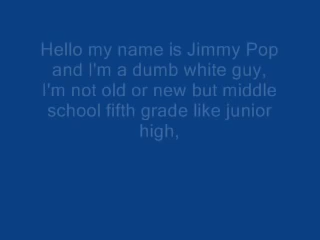 Hello my name is Jimmy Pop
and I'm a dumb white guy,
I'm not old or new but middle
school fifth grade like junior
high,